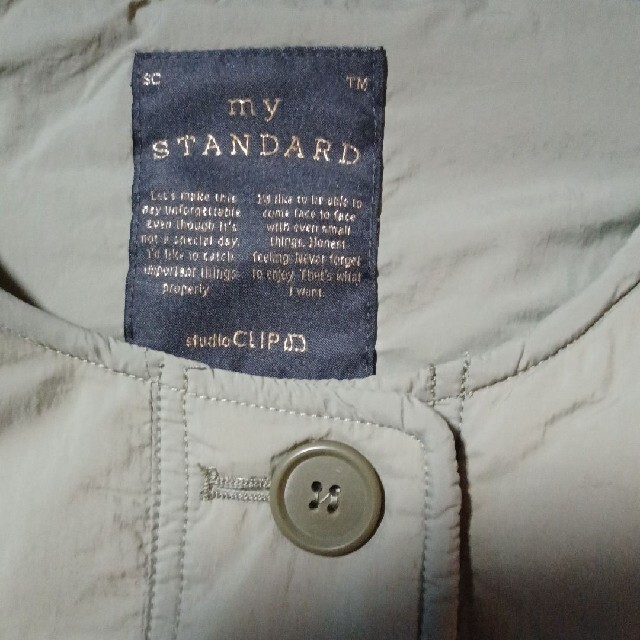 SC TM
my
STANDARD
Let's make this
day unforgettable
Even though it's
not a special day
I'd like to catch
important things
properly
I'd like to be able to
come face to face
with even small
things. Honest
feeling. Never forget
to enjoy. That's what
I want.
studio CLIP